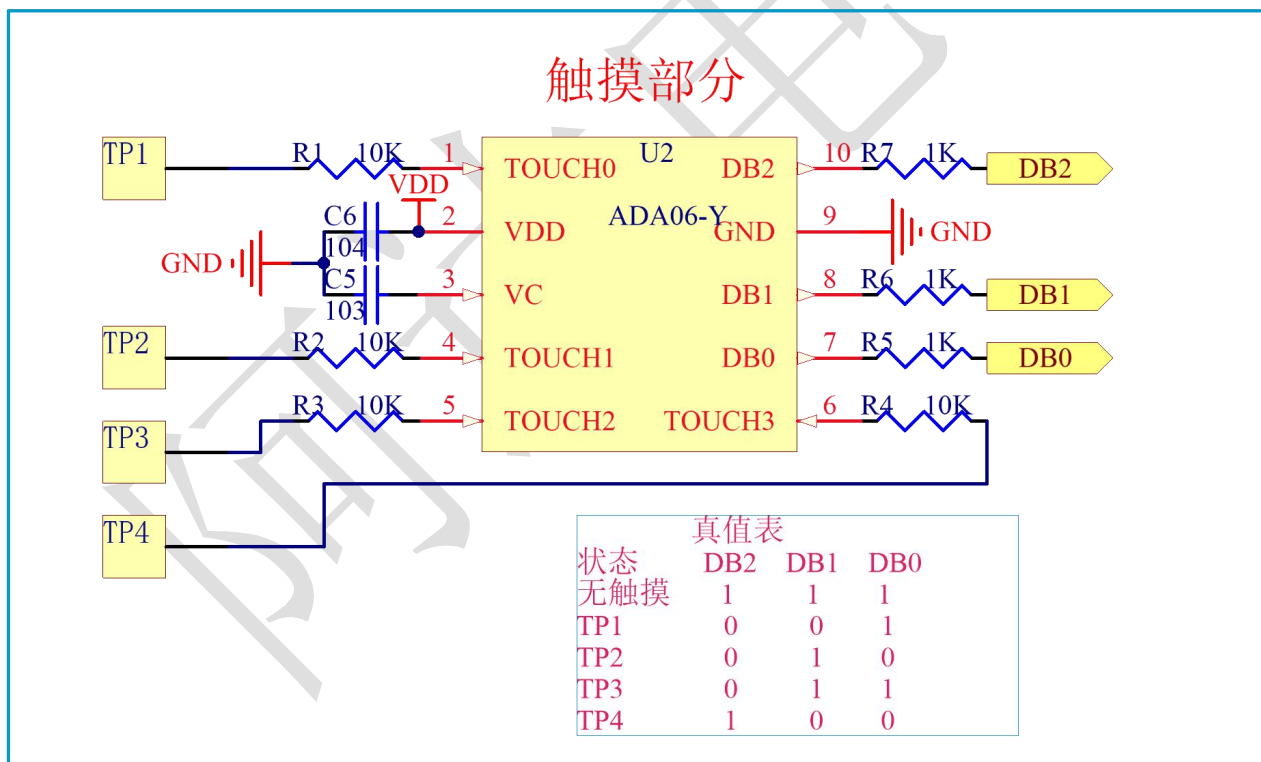 触摸部分
TP1
R1 10K 1 TOUCH0
U2
ADA06-Y
DB2 10 R7 1K DB2
VDD
C6
104
2 VDD
GND 9 GND
GND
C5
103
3 VC
DB1 8 R6 1K DB1
TP2
R2 10K 4 TOUCH1
DB0 7 R5 1K DB0
TP3
R3 10K 5 TOUCH2
TOUCH3 6 R4 10K
TP4
真值表
状态 DB2 DB1 DB0
无触摸 1 1 1
TP1 0 0 1
TP2 0 1 0
TP3 0 1 1
TP4 1 0 0